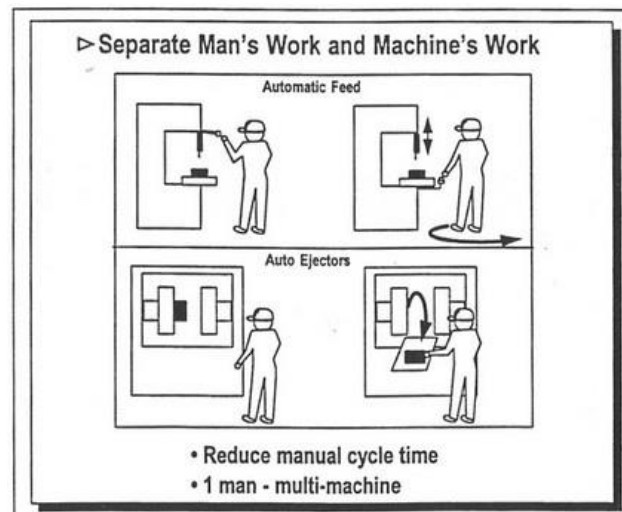 ▷Separate Man's Work and Machine's Work
Automatic Feed
Auto Ejectors
• Reduce manual cycle time
• 1 man - multi-machine